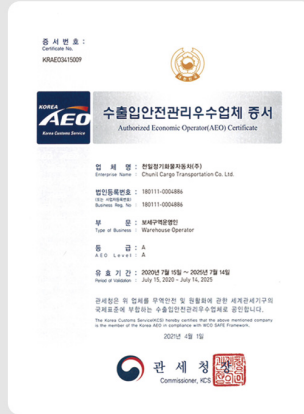 증 서 번 호 :
Certificate No.
KRAEO3415009
KOREA
AEO
Korea Customs Service
수출입안전관리우수업체 증서
Authorized Economic Operator(AEO) Certificate
업 체 명 : 천일정기화물자동차(주)
Enterprise Name : Chunil Cargo Transportation Co. Ltd.
법인등록번호 : 180111-0004886
(또는 사업자등록번호)
Business Reg. No : 180111-0004886
부 문 : 보세구역운영인
Type of Business : Warehouse Operator
등 급 : A
AEO Level : A
유 효 기 간 : 2020년 7월 15일 ~ 2025년 7월 14일
Period of Validation : July 15, 2020 - July 14, 2025
관세청은 위 업체를 무역안전 및 원활화에 관한 세계관세기구의
국제표준에 부합하는 수출입안전관리우수업체로 공인합니다.
The Korea Customs Service(KCS) hereby certifies that the above mentioned company
is the member of the Korea AEO in compliance with WCO SAFE Framework.
2021년 4월 1일
관 세 청 장
Commissioner, KCS